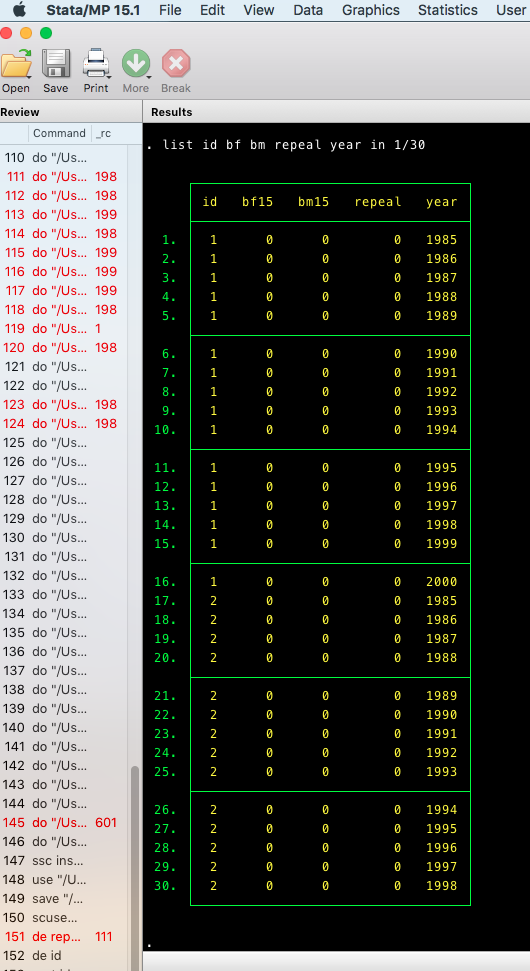 Stata/MP 15.1 File Edit View Data Graphics Statistics User
Open Save Print More Break
Review
Command _rc
110 do "/Us...
111 do "/Us... 198
112 do "/Us... 198
113 do "/Us... 199
114 do "/Us... 198
115 do "/Us... 199
116 do "/Us... 199
117 do "/Us... 199
118 do "/Us... 198
119 do "/Us... 1
120 do "/Us... 198
121 do "/Us...
122 do "/Us...
123 do "/Us... 198
124 do "/Us... 198
125 do "/Us...
126 do "/Us...
127 do "/Us...
128 do "/Us...
129 do "/Us...
130 do "/Us...
131 do "/Us...
132 do "/Us...
133 do "/Us...
134 do "/Us...
135 do "/Us...
136 do "/Us...
137 do "/Us...
138 do "/Us...
139 do "/Us...
140 do "/Us...
141 do "/Us...
142 do "/Us...
143 do "/Us...
144 do "/Us...
145 do "/Us... 601
146 do "/Us...
147 ssc ins...
148 use "/U...
149 save "/...
150 scuse...
151 de rep... 111
152 de id
Results
. list id bf bm repeal year in 1/30
id bf15 bm15 repeal year
1. 1 0 0 0 1985
2. 1 0 0 0 1986
3. 1 0 0 0 1987
4. 1 0 0 0 1988
5. 1 0 0 0 1989
6. 1 0 0 0 1990
7. 1 0 0 0 1991
8. 1 0 0 0 1992
9. 1 0 0 0 1993
10. 1 0 0 0 1994
11. 1 0 0 0 1995
12. 1 0 0 0 1996
13. 1 0 0 0 1997
14. 1 0 0 0 1998
15. 1 0 0 0 1999
16. 1 0 0 0 2000
17. 2 0 0 0 1985
18. 2 0 0 0 1986
19. 2 0 0 0 1987
20. 2 0 0 0 1988
21. 2 0 0 0 1989
22. 2 0 0 0 1990
23. 2 0 0 0 1991
24. 2 0 0 0 1992
25. 2 0 0 0 1993
26. 2 0 0 0 1994
27. 2 0 0 0 1995
28. 2 0 0 0 1996
29. 2 0 0 0 1997
30. 2 0 0 0 1998
.